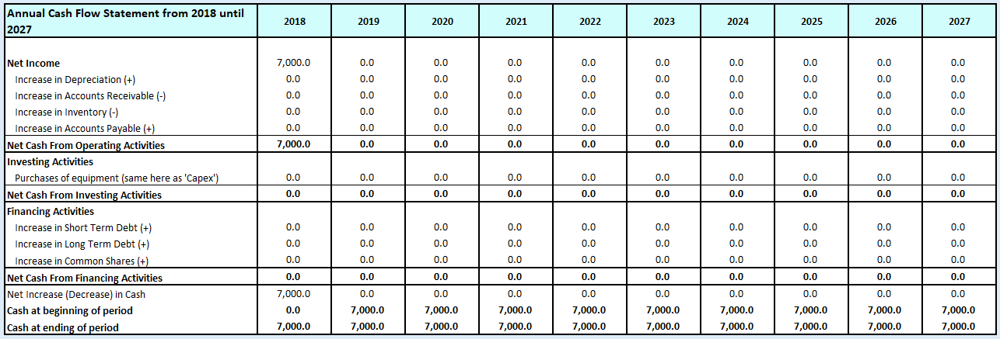 Annual Cash Flow Statement from 2018 until 2018 2019 2020 2021 2022 2023 2024 2025 2026 2027
2027
Net Income 7,000.0 0.0 0.0 0.0 0.0 0.0 0.0 0.0 0.0 0.0
Increase in Depreciation (+) 0.0 0.0 0.0 0.0 0.0 0.0 0.0 0.0 0.0 0.0
Increase in Accounts Receivable (-) 0.0 0.0 0.0 0.0 0.0 0.0 0.0 0.0 0.0 0.0
Increase in Inventory (-) 0.0 0.0 0.0 0.0 0.0 0.0 0.0 0.0 0.0 0.0
Increase in Accounts Payable (+) 0.0 0.0 0.0 0.0 0.0 0.0 0.0 0.0 0.0 0.0
Net Cash From Operating Activities 7,000.0 0.0 0.0 0.0 0.0 0.0 0.0 0.0 0.0 0.0
Investing Activities
Purchases of equipment (same here as 'Capex') 0.0 0.0 0.0 0.0 0.0 0.0 0.0 0.0 0.0 0.0
Net Cash From Investing Activities 0.0 0.0 0.0 0.0 0.0 0.0 0.0 0.0 0.0 0.0
Financing Activities
Increase in Short Term Debt (+) 0.0 0.0 0.0 0.0 0.0 0.0 0.0 0.0 0.0 0.0
Increase in Long Term Debt (+) 0.0 0.0 0.0 0.0 0.0 0.0 0.0 0.0 0.0 0.0
Increase in Common Shares (+) 0.0 0.0 0.0 0.0 0.0 0.0 0.0 0.0 0.0 0.0
Net Cash From Financing Activities 0.0 0.0 0.0 0.0 0.0 0.0 0.0 0.0 0.0 0.0
Net Increase (Decrease) in Cash 7,000.0 0.0 0.0 0.0 0.0 0.0 0.0 0.0 0.0 0.0
Cash at beginning of period 0.0 7,000.0 7,000.0 7,000.0 7,000.0 7,000.0 7,000.0 7,000.0 7,000.0 7,000.0
Cash at ending of period 7,000.0 7,000.0 7,000.0 7,000.0 7,000.0 7,000.0 7,000.0 7,000.0 7,000.0 7,000.0